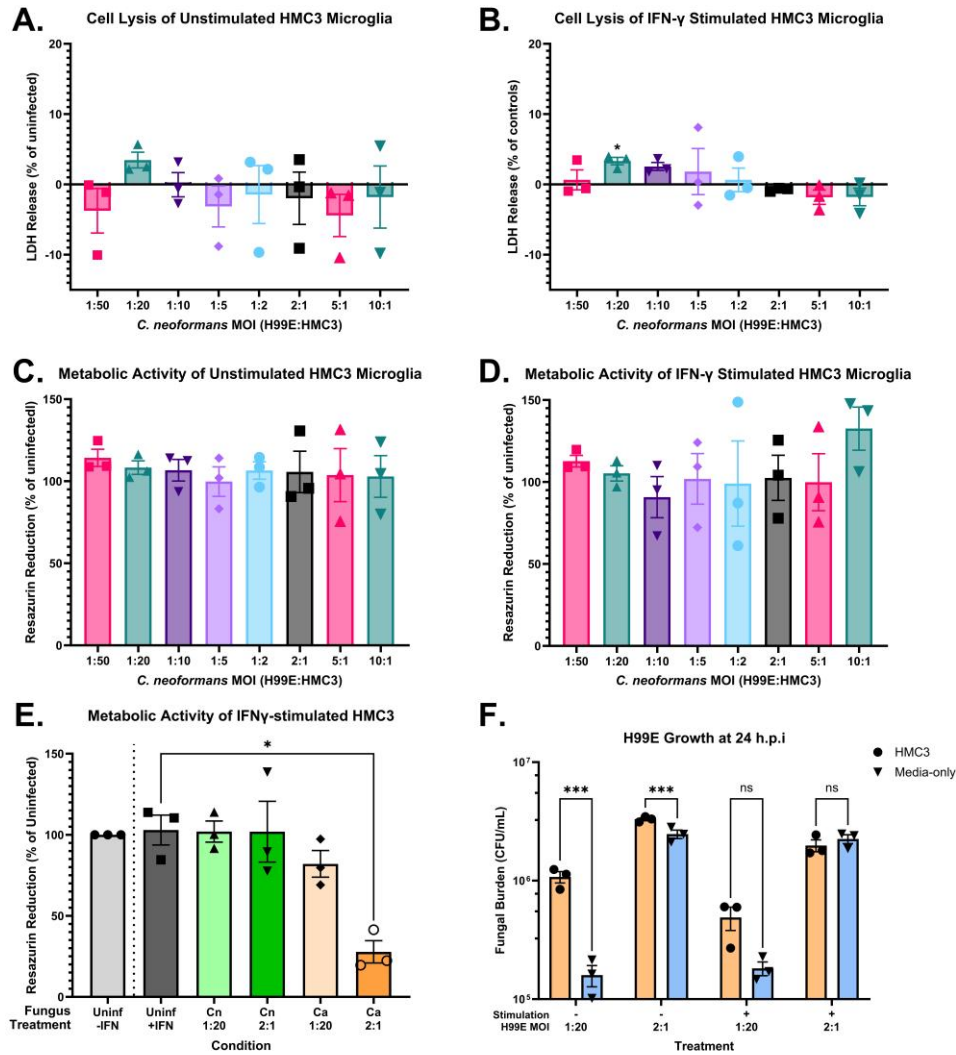 A.
Cell Lysis of Unstimulated HMC3 Microglia
LDH Release (% of uninfected)
20
10
0
-10
1:50 1:20 1:10 1:5 1:2 2:1 5:1 10:1
C. neoformans MOI (H99E:HMC3)
B.
Cell Lysis of IFN-γ Stimulated HMC3 Microglia
LDH Release (% of controls)
20
10
0
-10
*
1:50 1:20 1:10 1:5 1:2 2:1 5:1 10:1
C. neoformans MOI (H99E:HMC3)
C.
Metabolic Activity of Unstimulated HMC3 Microglia
Resazurin Reduction (% of uninfectedl)
150
100
50
0
1:50 1:20 1:10 1:5 1:2 2:1 5:1 10:1
C. neoformans MOI (H99E:HMC3)
D.
Metabolic Activity of IFN-γ Stimulated HMC3 Microglia
Resazurin Reduction (% of uninfected)
150
100
50
0
1:50 1:20 1:10 1:5 1:2 2:1 5:1 10:1
C. neoformans MOI (H99E:HMC3)
E.
Metabolic Activity of IFNγ-stimulated HMC3
Resazurin Reduction (% of Uninfected)
150
100
50
0
*
Fungus Uninf Uninf Cn Cn Ca Ca
Treatment -IFN +IFN 1:20 2:1 1:20 2:1
Condition
F.
H99E Growth at 24 h.p.i
HMC3
Media-only
Fungal Burden (CFU/mL)
10⁷
10⁶
10⁵
*** *** ns ns
Stimulation - - + +
H99E MOI 1:20 2:1 1:20 2:1
Treatment